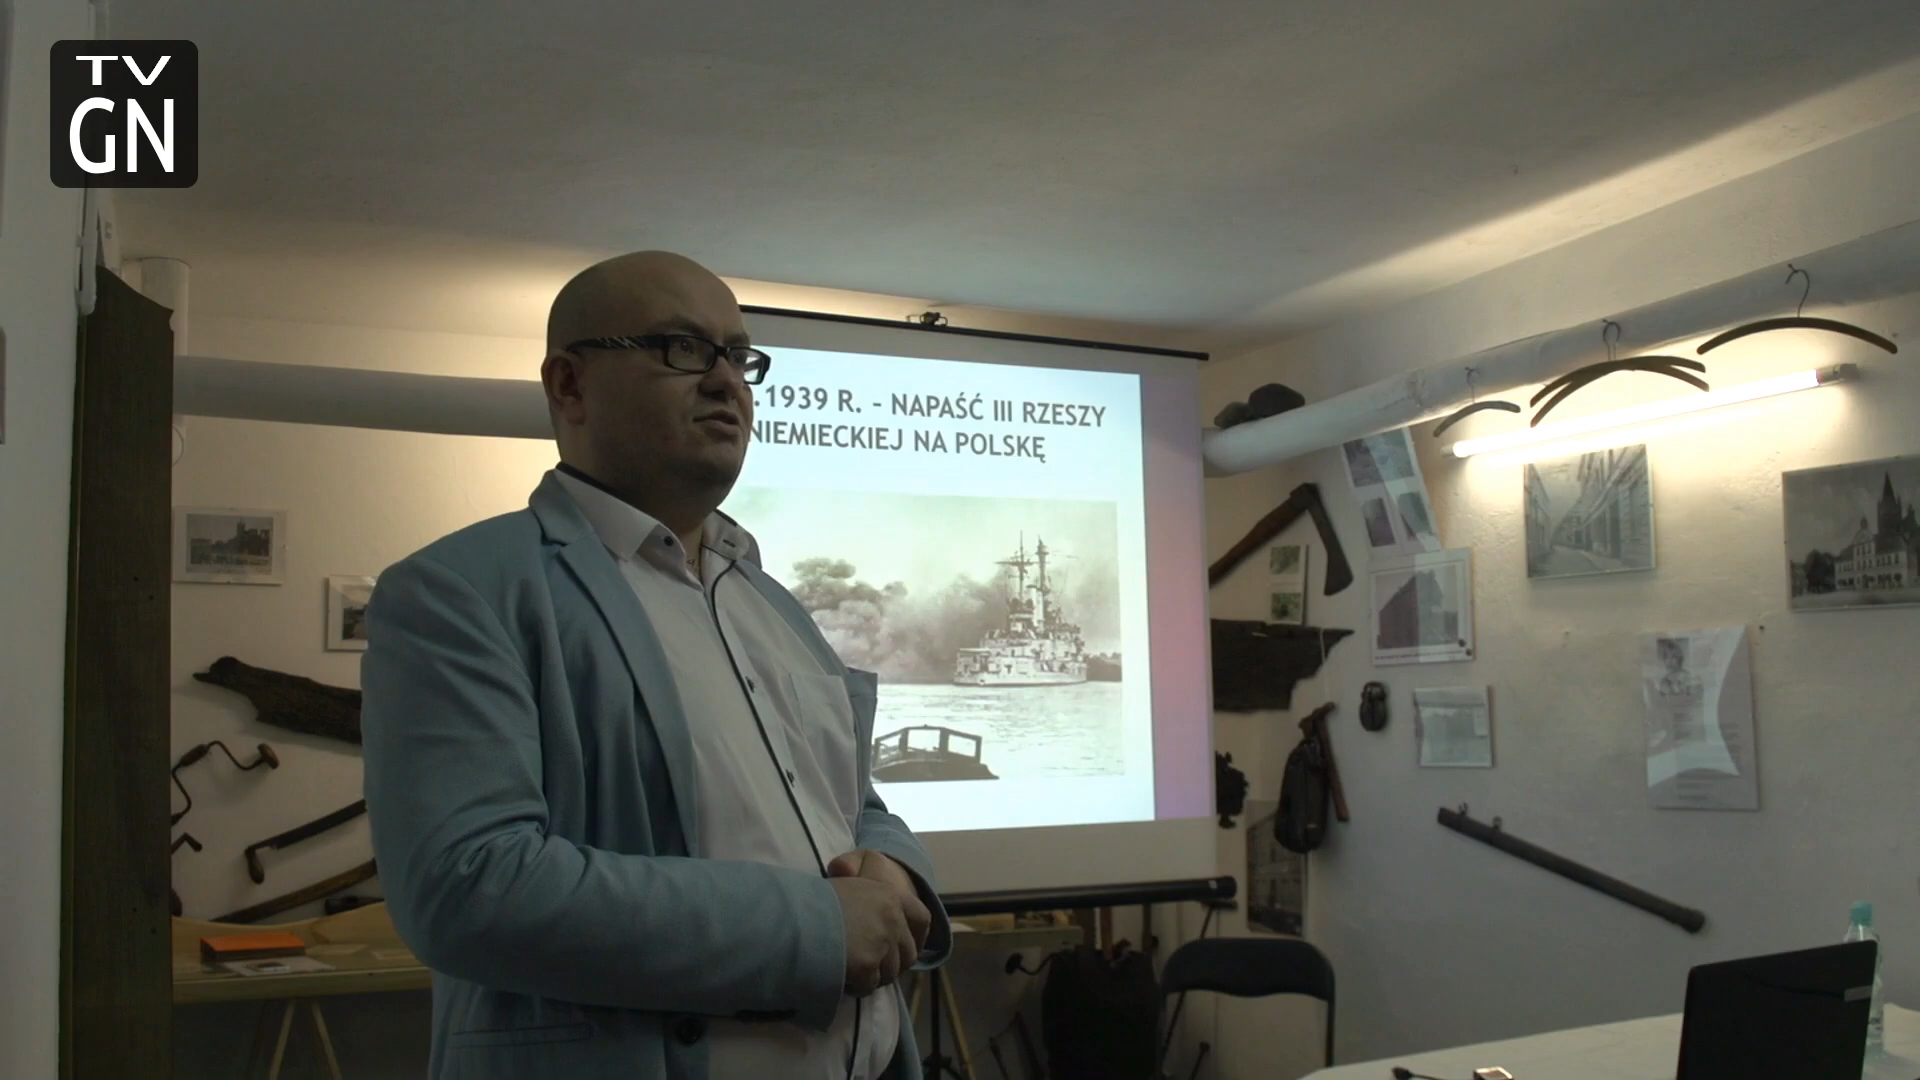 TV
GN
.1939 R. – NAPAŚĆ III RZESZY
NIEMIECKIEJ NA POLSKĘ